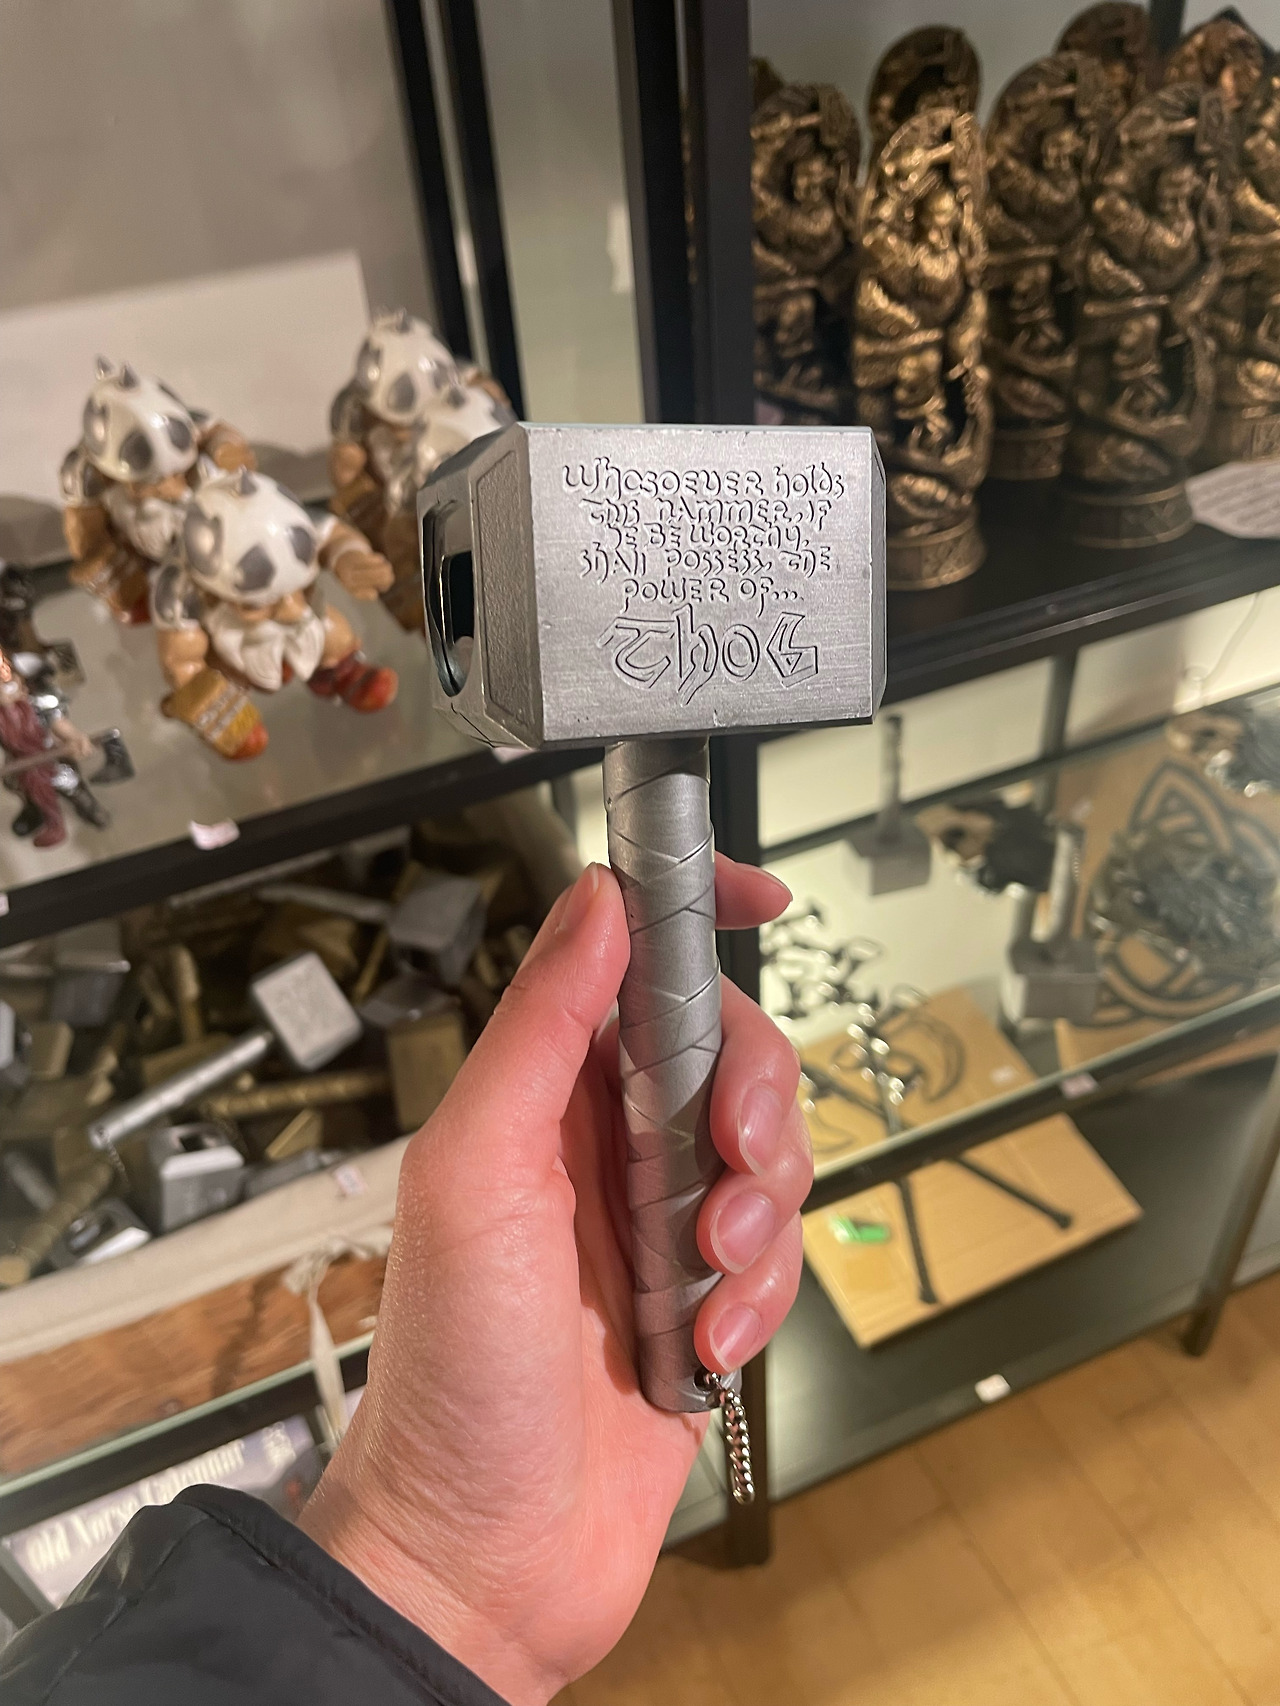 Whosoever holds
this hammer, if
he be worthy,
shall possess the
power of...
Thor
Old Norse Calendar